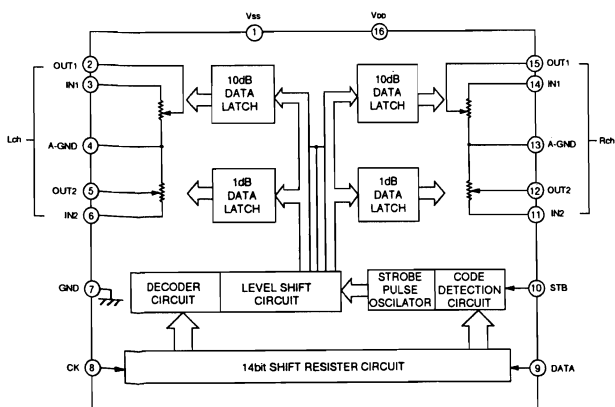 Vss VDD
1 16
OUT1 2 15 OUT1
IN1 3 14 IN1
10dB DATA LATCH
10dB DATA LATCH
Lch
Rch
A-GND 4 13 A-GND
OUT2 5 12 OUT2
1dB DATA LATCH
1dB DATA LATCH
IN2 6 11 IN2
GND 7
DECODER CIRCUIT
LEVEL SHIFT CIRCUIT
STROBE PULSE OSCILATOR
CODE DETECTION CIRCUIT
10 STB
CK 8
14bit SHIFT RESISTER CIRCUIT
9 DATA